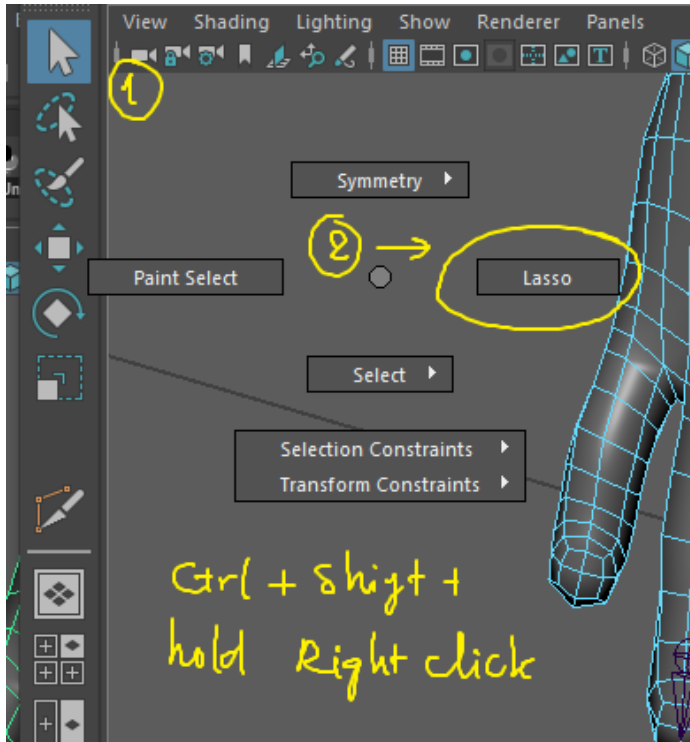 View Shading Lighting Show Renderer Panels
1
Symmetry
2
Paint Select
Lasso
Select
Selection Constraints
Transform Constraints
Ctrl + Shift +
hold Right click